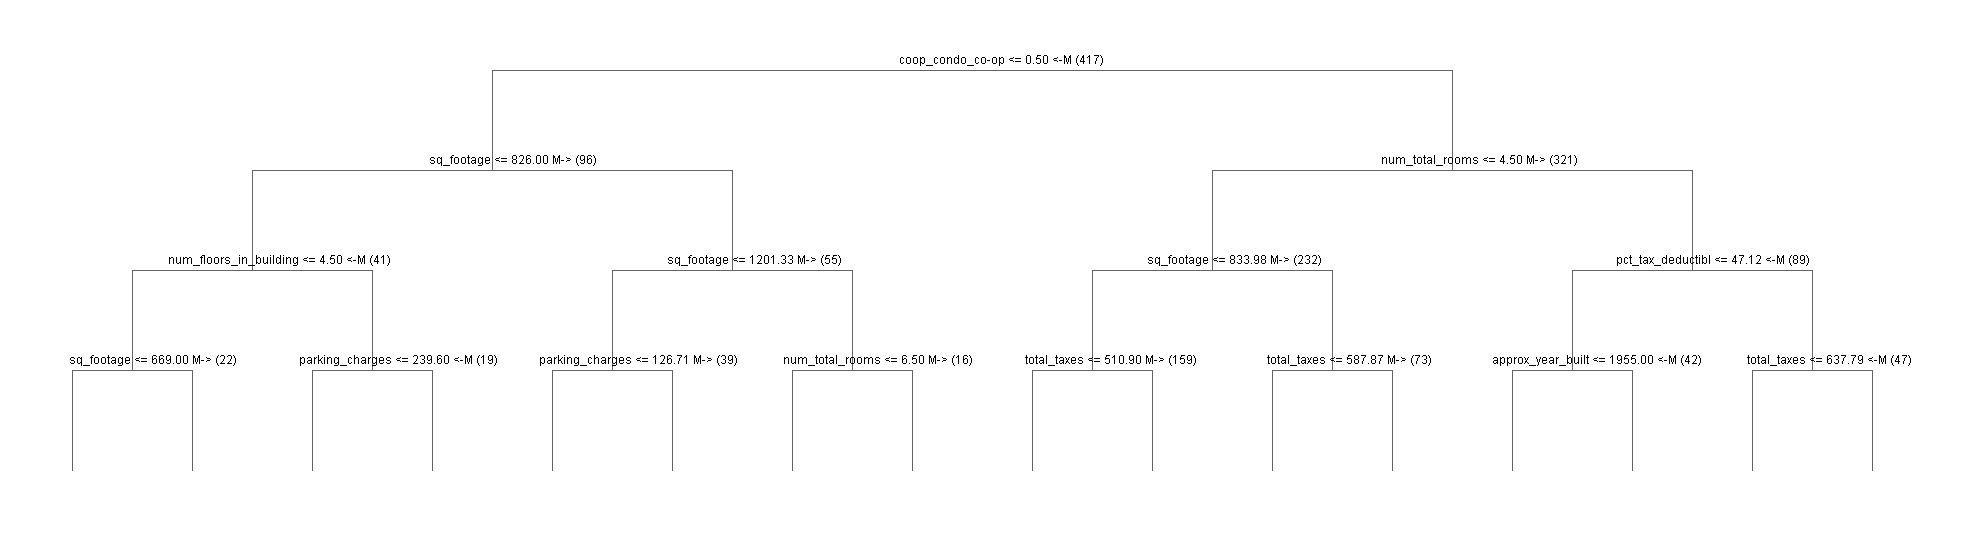 coop_condo_co-op <= 0.50 <-M (417)
sq_footage <= 826.00 M-> (96)
num_total_rooms <= 4.50 M-> (321)
num_floors_in_building <= 4.50 <-M (41)
sq_footage <= 1201.33 M-> (55)
sq_footage <= 833.98 M-> (232)
pct_tax_deductibl <= 47.12 <-M (89)
sq_footage <= 669.00 M-> (22)
parking_charges <= 239.60 <-M (19)
parking_charges <= 126.71 M-> (39)
num_total_rooms <= 6.50 M-> (16)
total_taxes <= 510.90 M-> (159)
total_taxes <= 587.87 M-> (73)
approx_year_built <= 1955.00 <-M (42)
total_taxes <= 637.79 <-M (47)